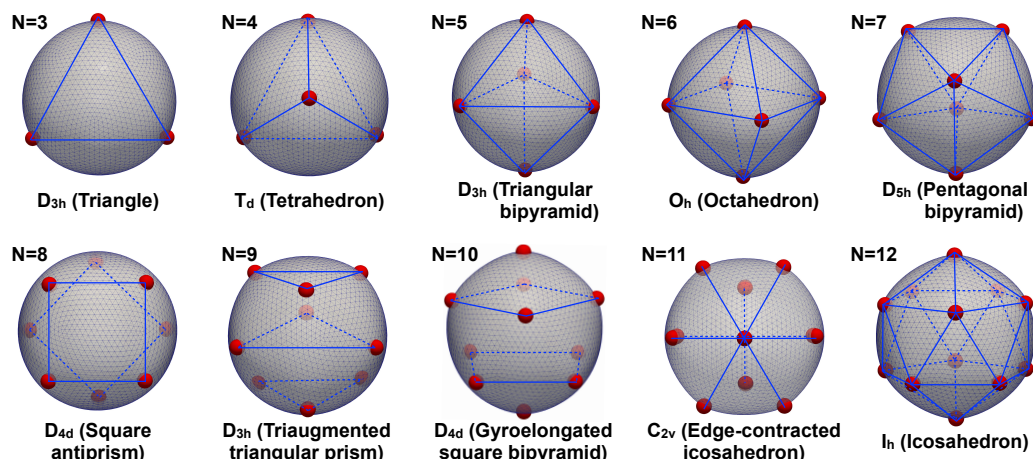 N=3
N=4
N=5
N=6
N=7
D3h (Triangle)
Td (Tetrahedron)
D3h (Triangular
bipyramid)
Oh (Octahedron)
D5h (Pentagonal
bipyramid)
N=8
N=9
N=10
N=11
N=12
D4d (Square
antiprism)
D3h (Triaugmented
triangular prism)
D4d (Gyroelongated
square bipyramid)
C2v (Edge-contracted
icosahedron)
Ih (Icosahedron)